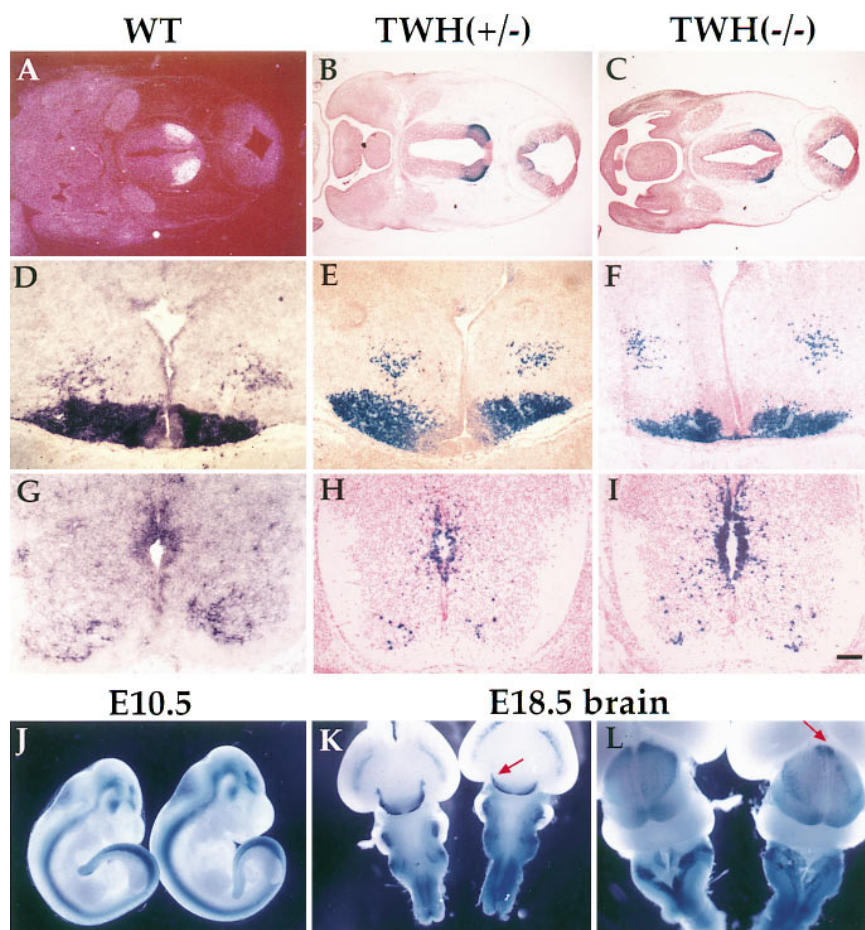 WT TWH(+/-) TWH(-/-)
A B C
D E F
G H I
E10.5 E18.5 brain
J K L